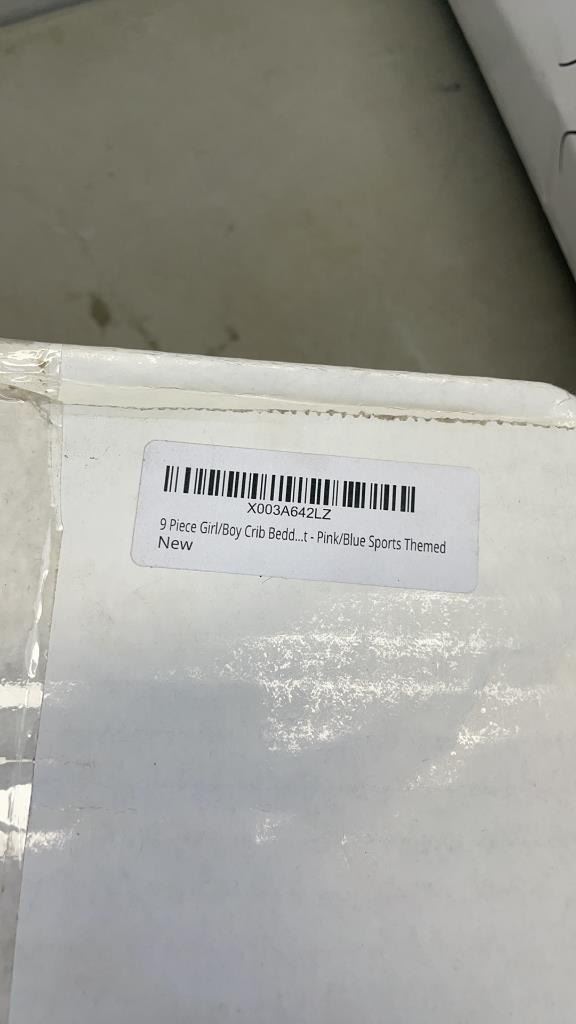 X003A642LZ
9 Piece Girl/Boy Crib Bedd...t - Pink/Blue Sports Themed
New